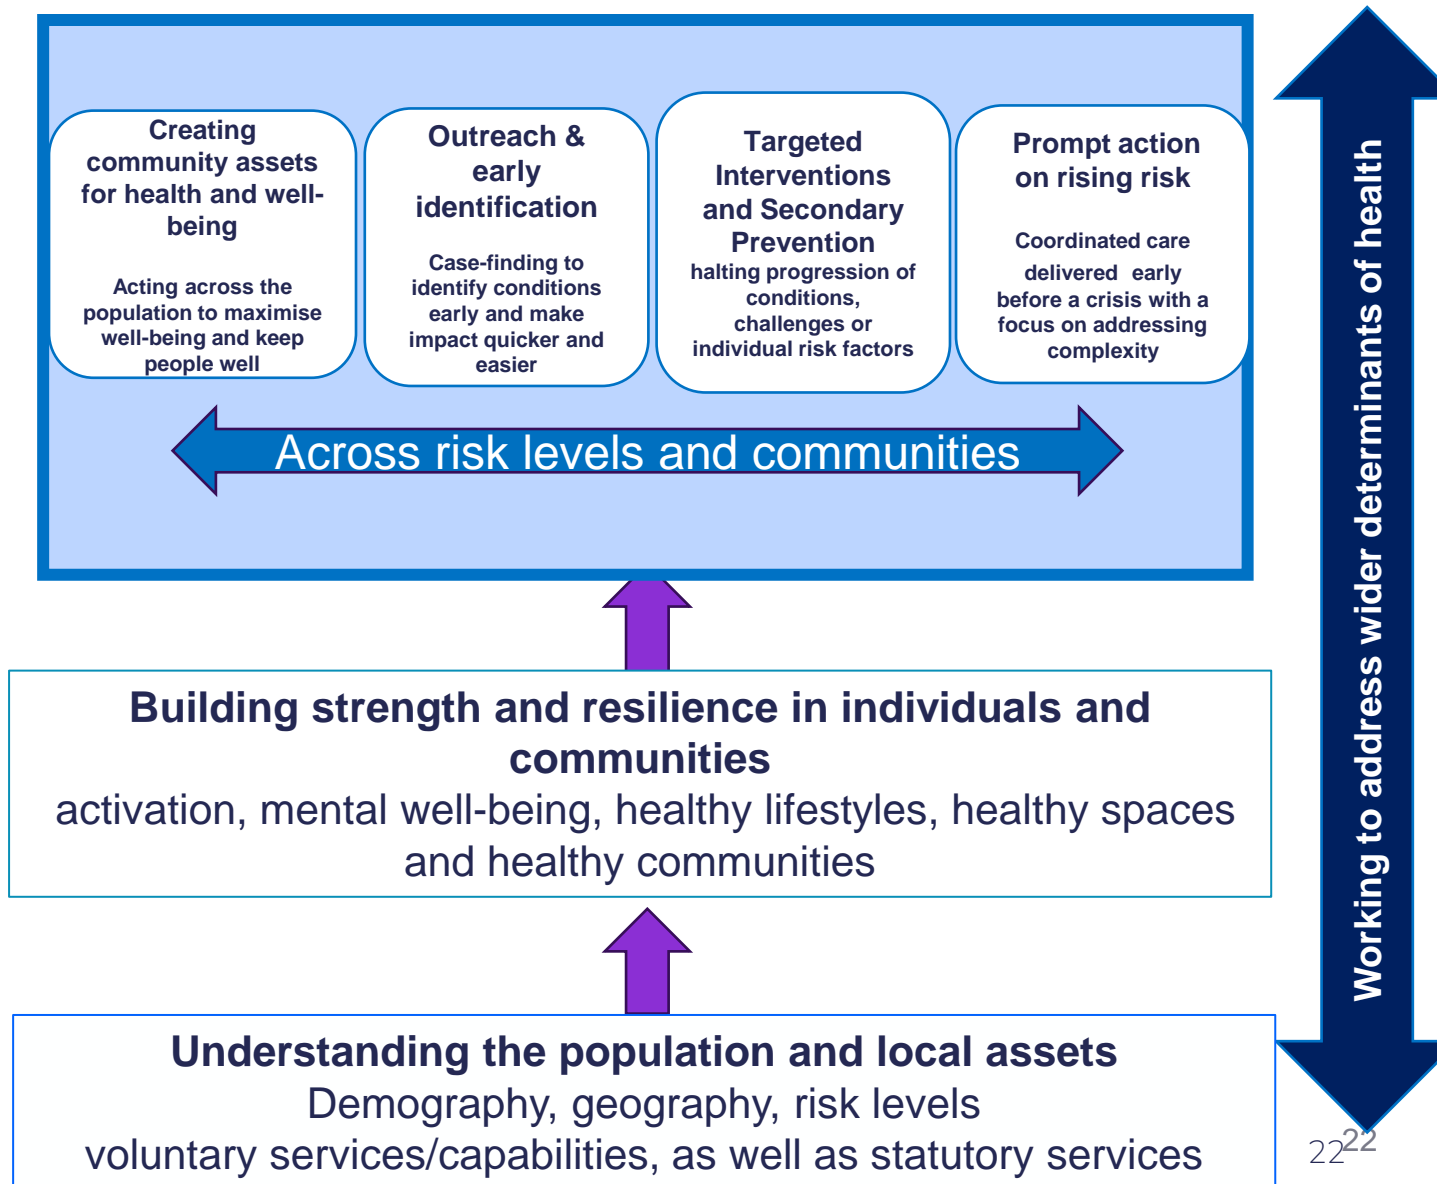 Creating
community assets
for health and well-
being
Acting across the
population to maximise
well-being and keep
people well
Outreach &
early
identification
Case-finding to
identify conditions
early and make
impact quicker and
easier
Targeted
Interventions
and Secondary
Prevention
halting progression of
conditions,
challenges or
individual risk factors
Prompt action
on rising risk
Coordinated care
delivered early
before a crisis with a
focus on addressing
complexity
Across risk levels and communities
Working to address wider determinants of health
Building strength and resilience in individuals and
communities
activation, mental well-being, healthy lifestyles, healthy spaces
and healthy communities
Understanding the population and local assets
Demography, geography, risk levels
voluntary services/capabilities, as well as statutory services
22
22